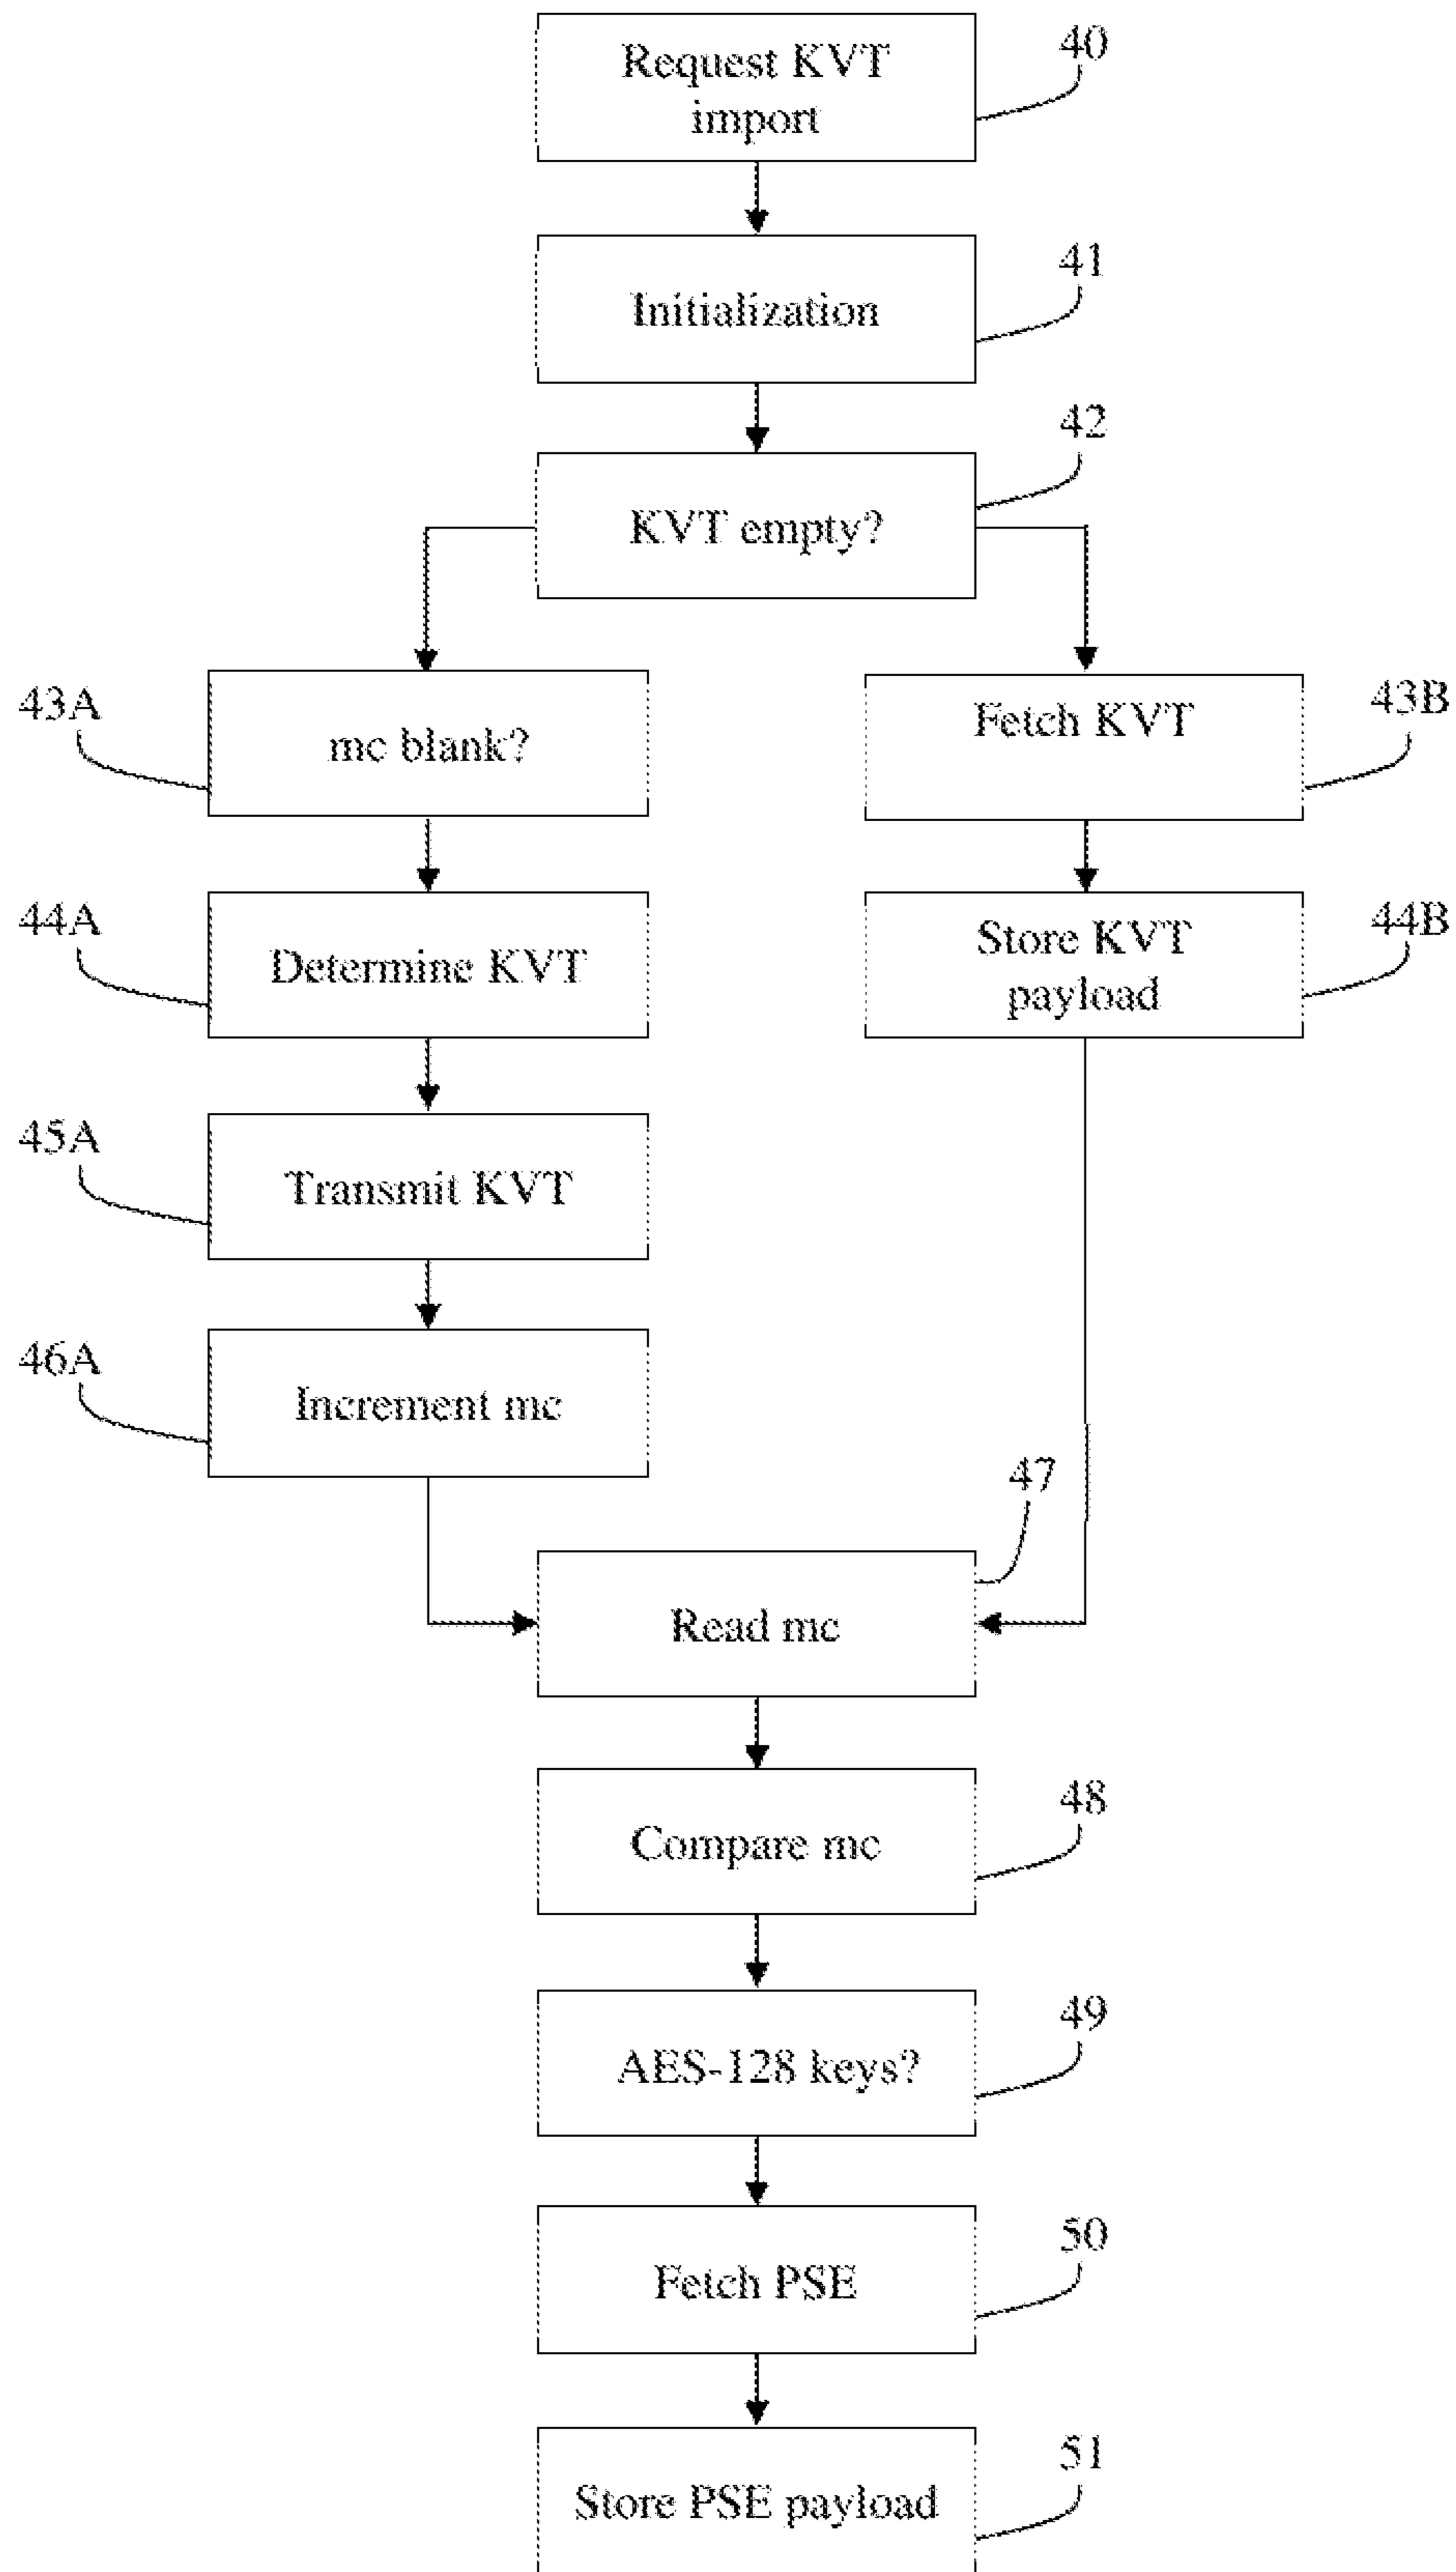 Request KVT
import
40
Initialization
41
42
KVT empty?
43A
mc blank?
Fetch KVT
43B
44A
Determine KVT
Store KVT
payload
44B
45A
Transmit KVT
46A
Increment mc
47
Read mc
48
Compare mc
49
AES-128 keys?
50
Fetch PSE
51
Store PSE payload